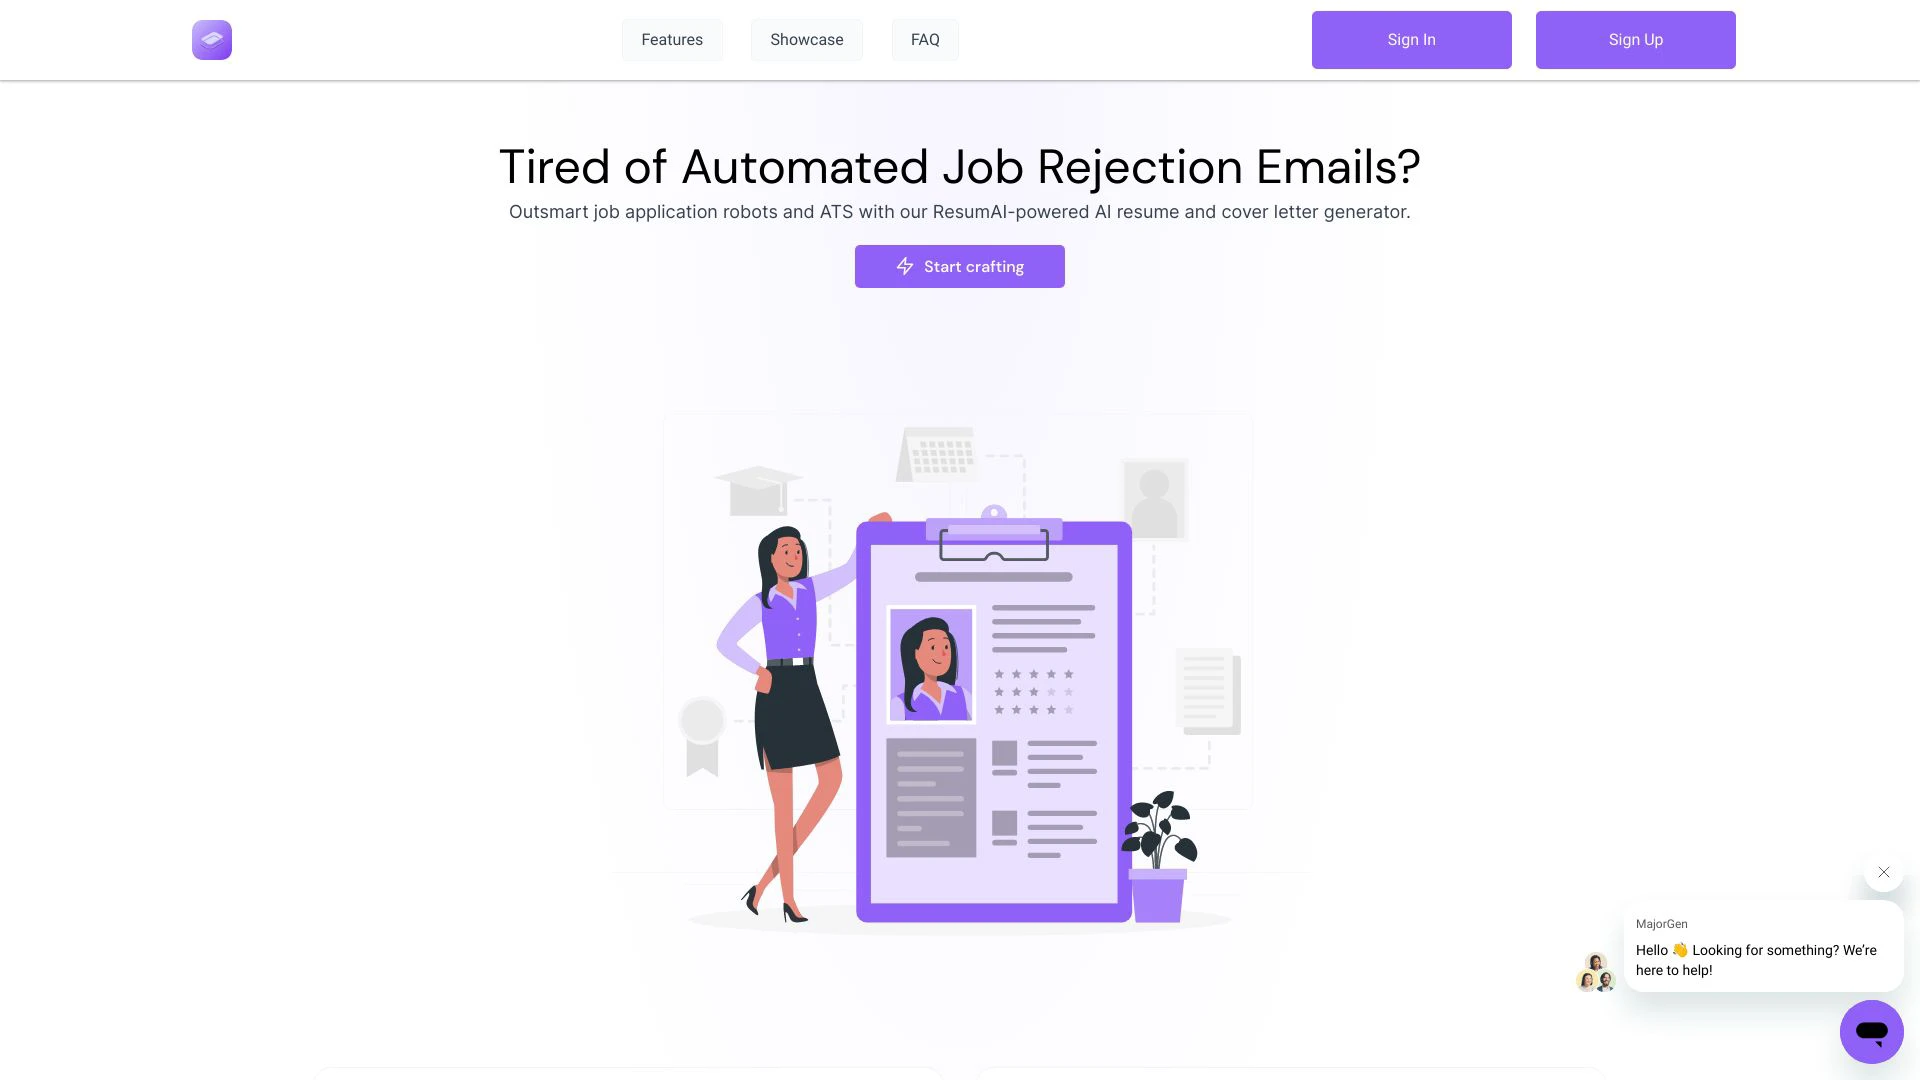 Features
Showcase
FAQ
Sign In
Sign Up
Tired of Automated Job Rejection Emails?
Outsmart job application robots and ATS with our ResumAI-powered AI resume and cover letter generator.
Start crafting
MajorGen
Hello 👋 Looking for something? We’re
here to help!